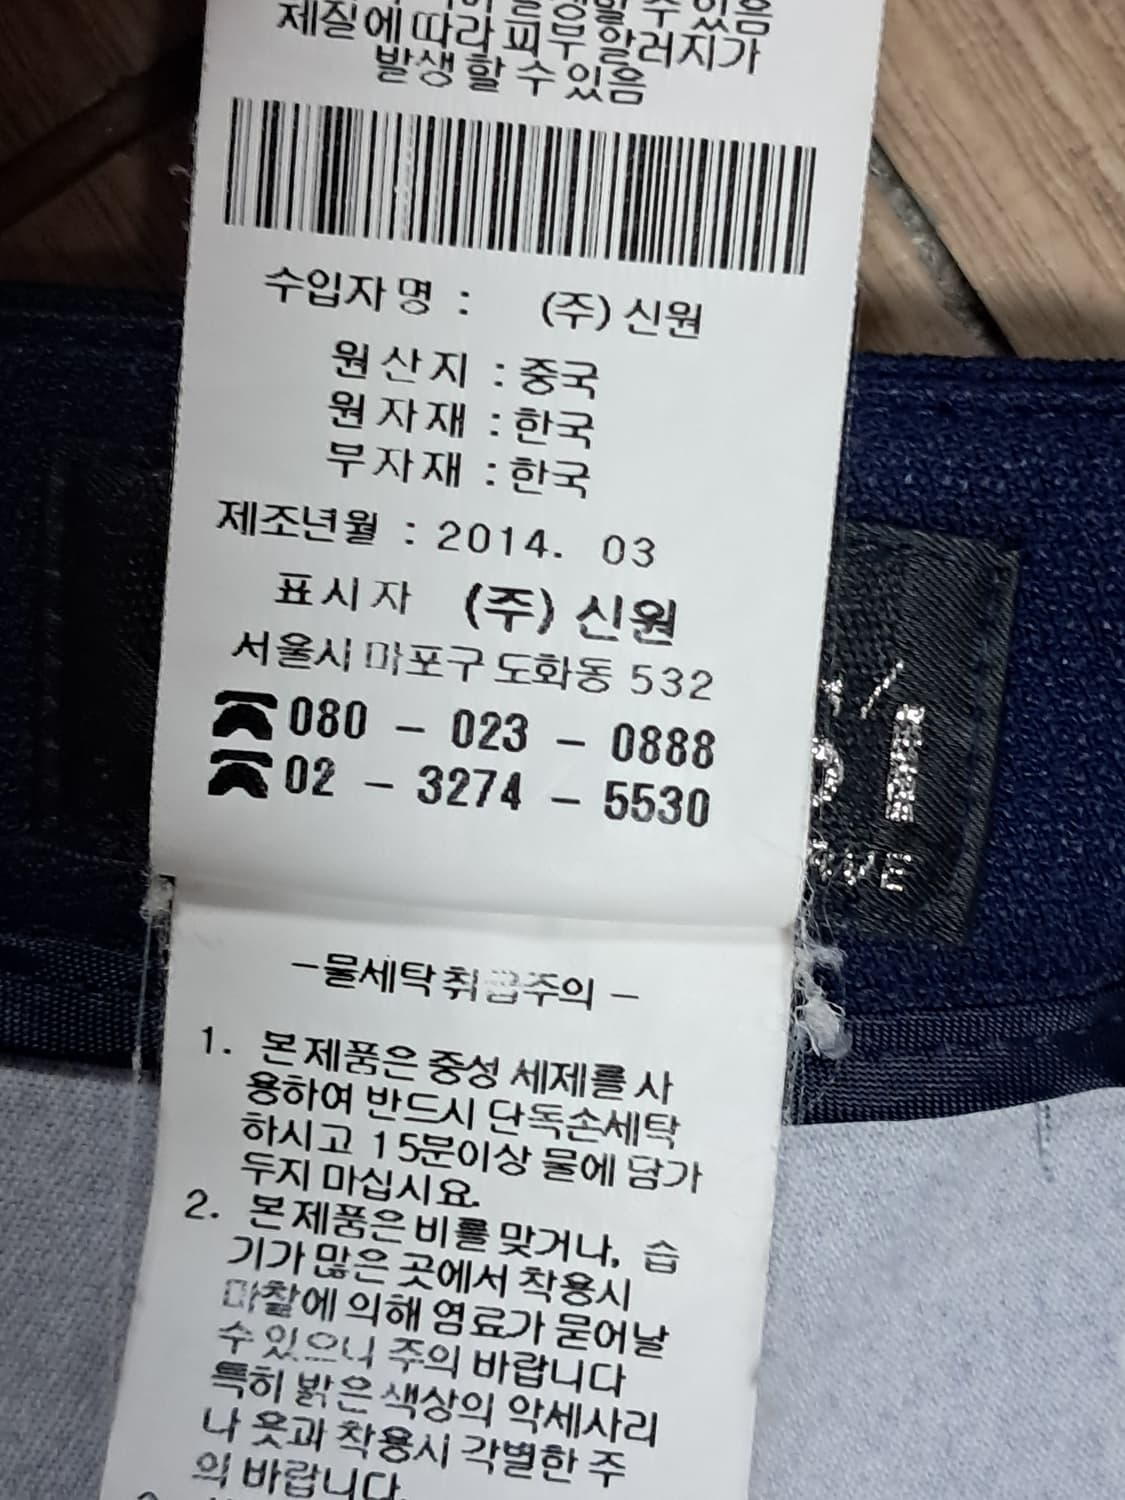 수 있음
제질에 따라 피부 알러지가
발생할 수 있음
수입자명 : (주) 신원
원산지 : 중국
원자재 : 한국
부자재 : 한국
제조년월 : 2014. 03
표시자 (주) 신원
서울시 마포구 도화동 532
080 - 023 - 0888
02 - 3274 - 5530
-물세탁취급주의 -
1. 본제품은 중성 세제를 사
용하여 반드시 단독손세탁
하시고 15분이상 물에 담가
두지 마십시요.
2. 본제품은 비를 맞거나, 습
기가 많은 곳에서 착용시
마찰에 의해 염료가 묻어날
수 있으니 주의 바랍니다
특히 밝은 색상의 악세사리
나 옷과 착용시 각별한 주
의 바랍니다.